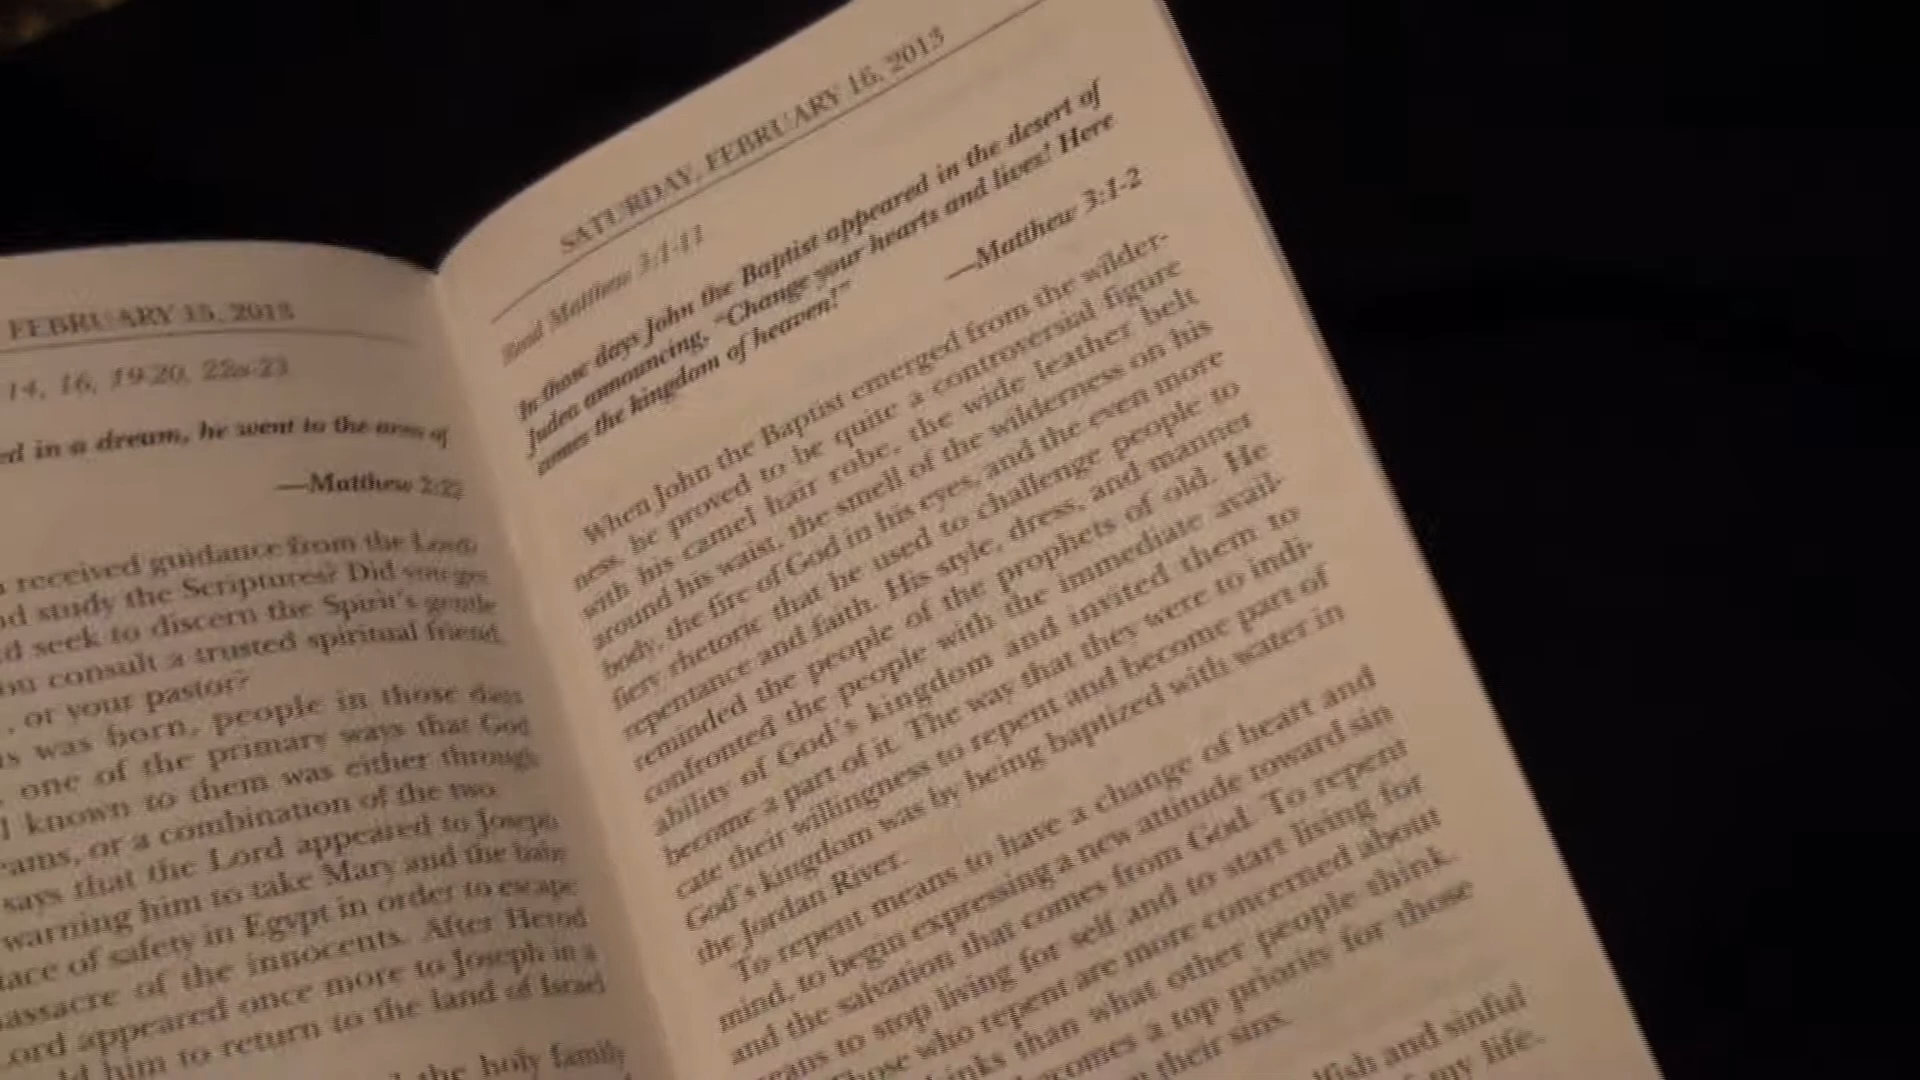 FEBRUARY 15, 2013
14, 16, 19-20, 22a-23
ed in a dream, he went to the area of
—Matthew 2:22
received guidance from the Lord
nd study the Scriptures? Did you get
d seek to discern the Spirit's gentle
ou consult a trusted spiritual friend,
, or your pastor?
s was born, people in those days
, one of the primary ways that God
l known to them was either through
eams, or a combination of the two.
says that the Lord appeared to Joseph
warning him to take Mary and the
lace of safety in Egypt in order to escape
assacre of the innocents. After Herod
ord appeared once more to Joseph in a
ld him to return to the land of Israel
the holy family
SATURDAY, FEBRUARY 16, 2013
Read Matthew 3:1-11
In those days John the Baptist appeared in the desert of
Judea announcing, "Change your hearts and lives! Here
comes the kingdom of heaven!"
—Matthew 3:1-2
When John the Baptist emerged from the wilder-
ness, he proved to be quite a controversial figure
with his camel hair robe, the wide leather belt
around his waist, the smell of the wilderness on his
body, the fire of God in his eyes, and the even more
fiery rhetoric that he used to challenge people to
repentance and faith. His style, dress, and manner
reminded the people of the prophets of old. He
confronted the people with the immediate avail-
ability of God's kingdom and invited them to
become a part of it. The way that they were to indi-
cate their willingness to repent and become part of
God's kingdom was by being baptized with water in
the Jordan River.
To repent means to have a change of heart and
mind, to begin expressing a new attitude toward sin
and the salvation that comes from God. To repent
eans to stop living for self and to start living for
hose who repent are more concerned about
inks than what other people think.
comes a top priority for those
their sins.
lfish and sinful
my life.